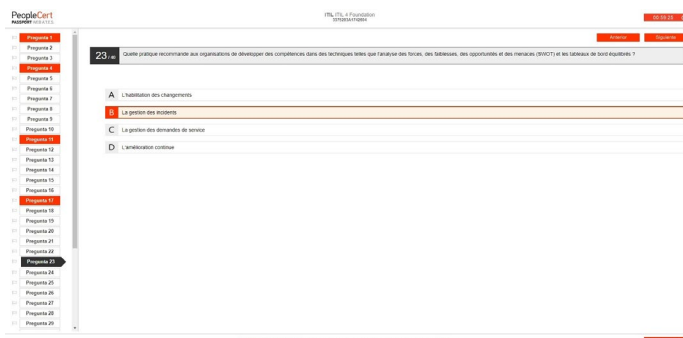 PeopleCert
ITIL ITIL 4 Foundation
Anterior
Siguiente
Pregunta 1
Pregunta 2
Pregunta 3
Pregunta 4
Pregunta 5
Pregunta 6
Pregunta 7
Pregunta 8
Pregunta 9
Pregunta 10
Pregunta 11
Pregunta 12
Pregunta 13
Pregunta 14
Pregunta 15
Pregunta 16
Pregunta 17
Pregunta 18
Pregunta 19
Pregunta 20
Pregunta 21
Pregunta 22
Pregunta 23
Pregunta 24
Pregunta 25
Pregunta 26
Pregunta 27
Pregunta 28
Pregunta 29
23 / 40 Quelle pratique recommande aux organisations de développer des compétences dans des techniques telles que l'analyse des forces, des faiblesses, des opportunités et des menaces (SWOT) et les tableaux de bord équilibrés ?
A L'habilitation des changements
B La gestion des incidents
C La gestion des demandes de service
D L'amélioration continue